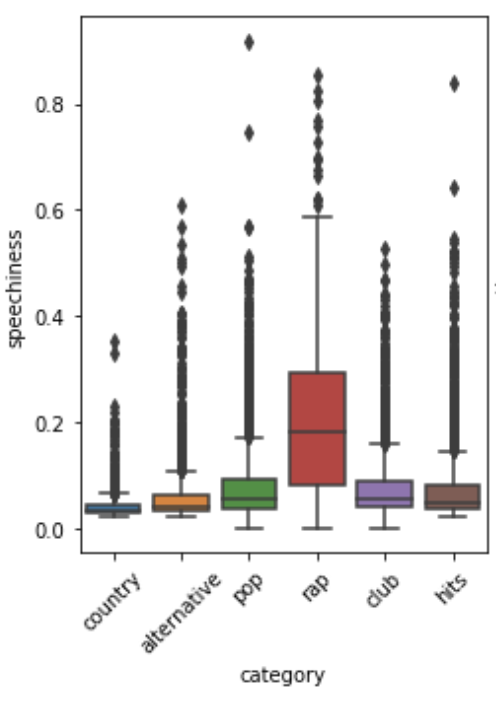 speechiness
0.8
0.6
0.4
0.2
0.0
country
alternative
pop
rap
club
hits
category